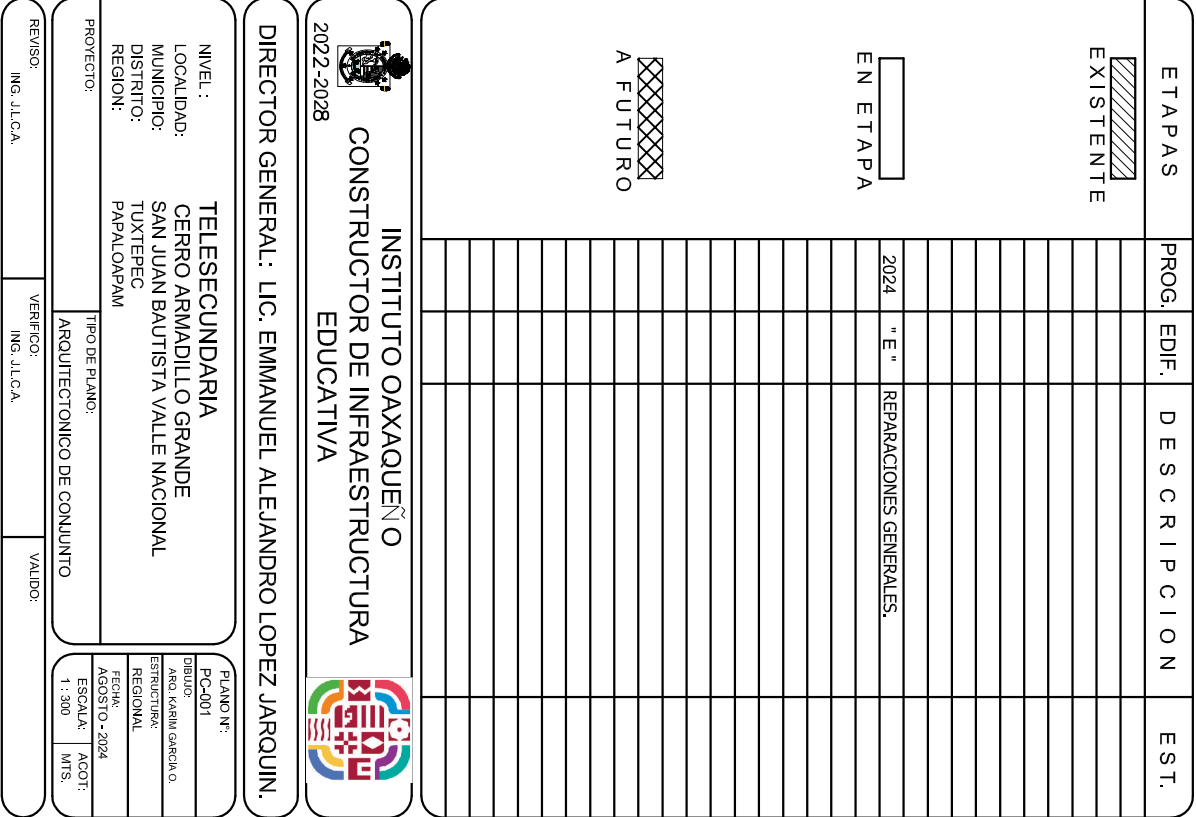 ETAPAS PROG. EDIF. DESCRIPCION EST.
EXISTENTE
EN ETAPA
2024 "E" REPARACIONES GENERALES.
A FUTURO
INSTITUTO OAXAQUEÑO
CONSTRUCTOR DE INFRAESTRUCTURA
EDUCATIVA
2022-2028
DIRECTOR GENERAL: LIC. EMMANUEL ALEJANDRO LOPEZ JARQUIN.
NIVEL : TELESECUNDARIA
LOCALIDAD: CERRO ARMADILLO GRANDE
MUNICIPIO: SAN JUAN BAUTISTA VALLE NACIONAL
DISTRITO: TUXTEPEC
REGION: PAPALOAPAM
PROYECTO:
TIPO DE PLANO:
ARQUITECTONICO DE CONJUNTO
PLANO Nº:
PC-001
DIBUJO:
ARQ. KARIM GARCÍA O.
ESTRUCTURA:
REGIONAL
FECHA:
AGOSTO - 2024
ESCALA:
1 : 300
ACOT:
MTS.
REVISO:
ING. J.L.C.A.
VERIFICO:
ING. J.L.C.A.
VALIDO: